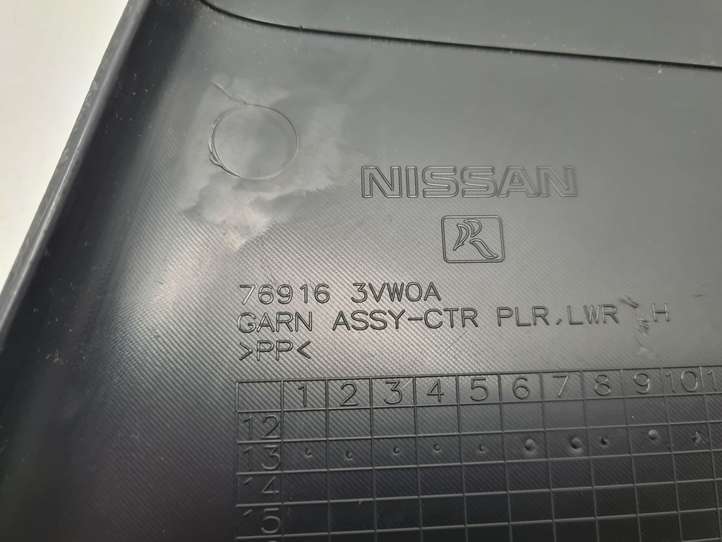 NISSAN
R
76916 3VW0A
GARN ASSY-CTR PLR,LWR LH
>PP<
1 2 3 4 5 6 7 8 9 10
12
13
14
15